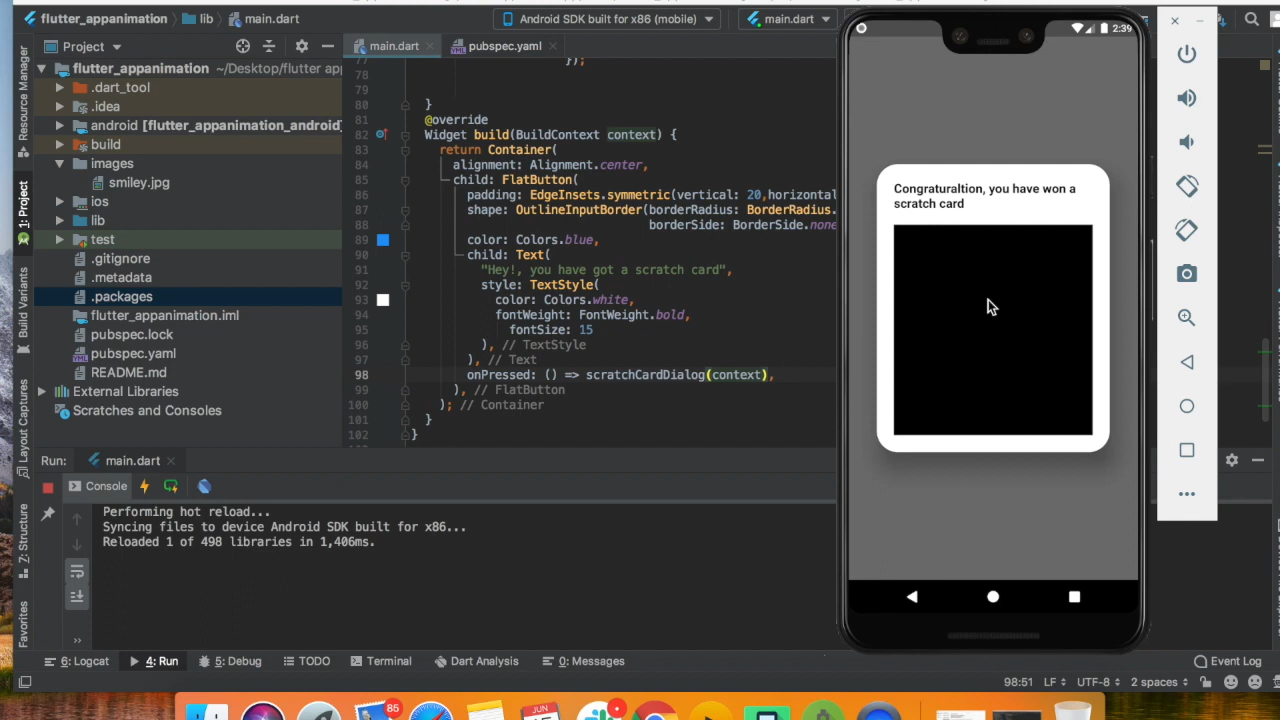 flutter_appanimation
lib
main.dart
Android SDK built for x86 (mobile)
main.dart
Project
main.dart
pubspec.yaml
Resource Manager
1: Project
Build Variants
Layout Captures
7: Structure
Favorites
flutter_appanimation ~/Desktop/flutter ap
.dart_tool
.idea
android [flutter_appanimation_android]
build
images
smiley.jpg
ios
lib
test
.gitignore
.metadata
.packages
flutter_appanimation.iml
pubspec.lock
pubspec.yaml
README.md
External Libraries
Scratches and Consoles
77 });
78
79
80 }
81 @override
82 Widget build(BuildContext context) {
83 return Container(
84 alignment: Alignment.center,
85 child: FlatButton(
86 padding: EdgeInsets.symmetric(vertical: 20,horizontal
87 shape: OutlineInputBorder(borderRadius: BorderRadius.
88 borderSide: BorderSide.none
89 color: Colors.blue,
90 child: Text(
91 "Hey!, you have got a scratch card",
92 style: TextStyle(
93 color: Colors.white,
94 fontWeight: FontWeight.bold,
95 fontSize: 15
96 ), // TextStyle
97 ), // Text
98 onPressed: () => scratchCardDialog(context),
99 ), // FlatButton
100 ); // Container
101 }
102 }
2:39
Congraturaltion, you have won a
scratch card
Run: main.dart
Console
Performing hot reload...
Syncing files to device Android SDK built for x86...
Reloaded 1 of 498 libraries in 1,406ms.
6: Logcat
4: Run
5: Debug
TODO
Terminal
Dart Analysis
0: Messages
Event Log
98:51 LF UTF-8 2 spaces
85
JUN